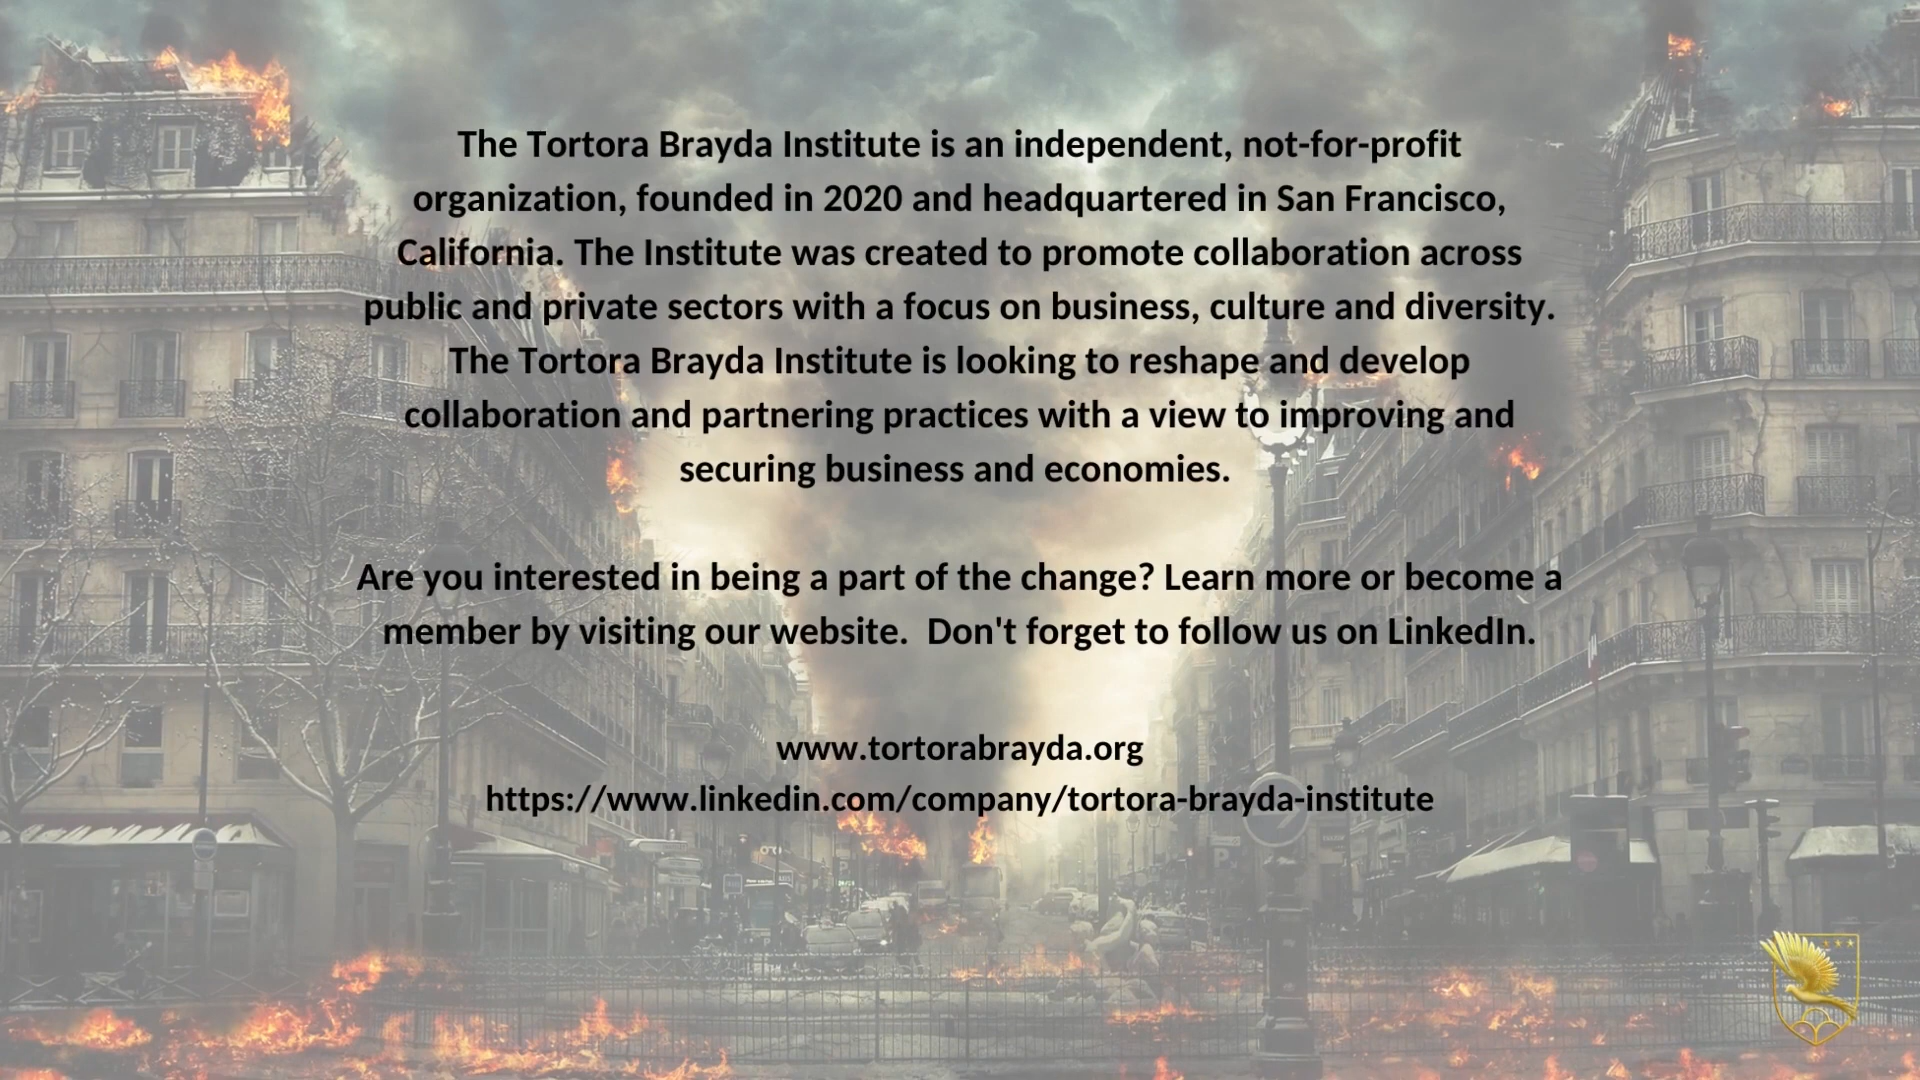 The Tortora Brayda Institute is an independent, not-for-profit
organization, founded in 2020 and headquartered in San Francisco,
California. The Institute was created to promote collaboration across
public and private sectors with a focus on business, culture and diversity.
The Tortora Brayda Institute is looking to reshape and develop
collaboration and partnering practices with a view to improving and
securing business and economies.
Are you interested in being a part of the change? Learn more or become a
member by visiting our website.  Don't forget to follow us on LinkedIn.
www.tortorabrayda.org
https://www.linkedin.com/company/tortora-brayda-institute